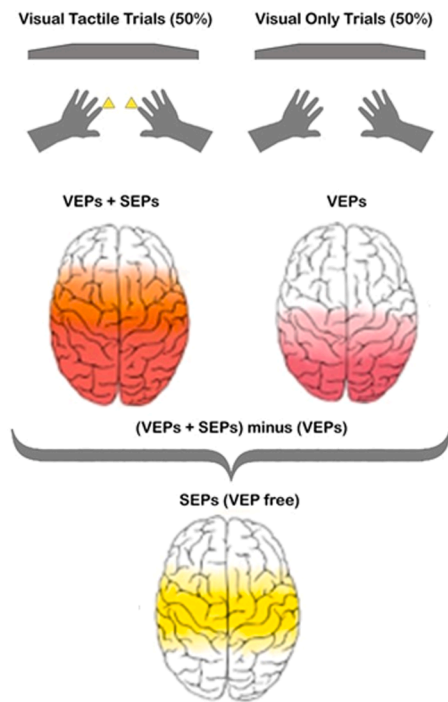 Visual Tactile Trials (50%)
Visual Only Trials (50%)
VEPs + SEPs
VEPs
(VEPs + SEPs) minus (VEPs)
SEPs (VEP free)